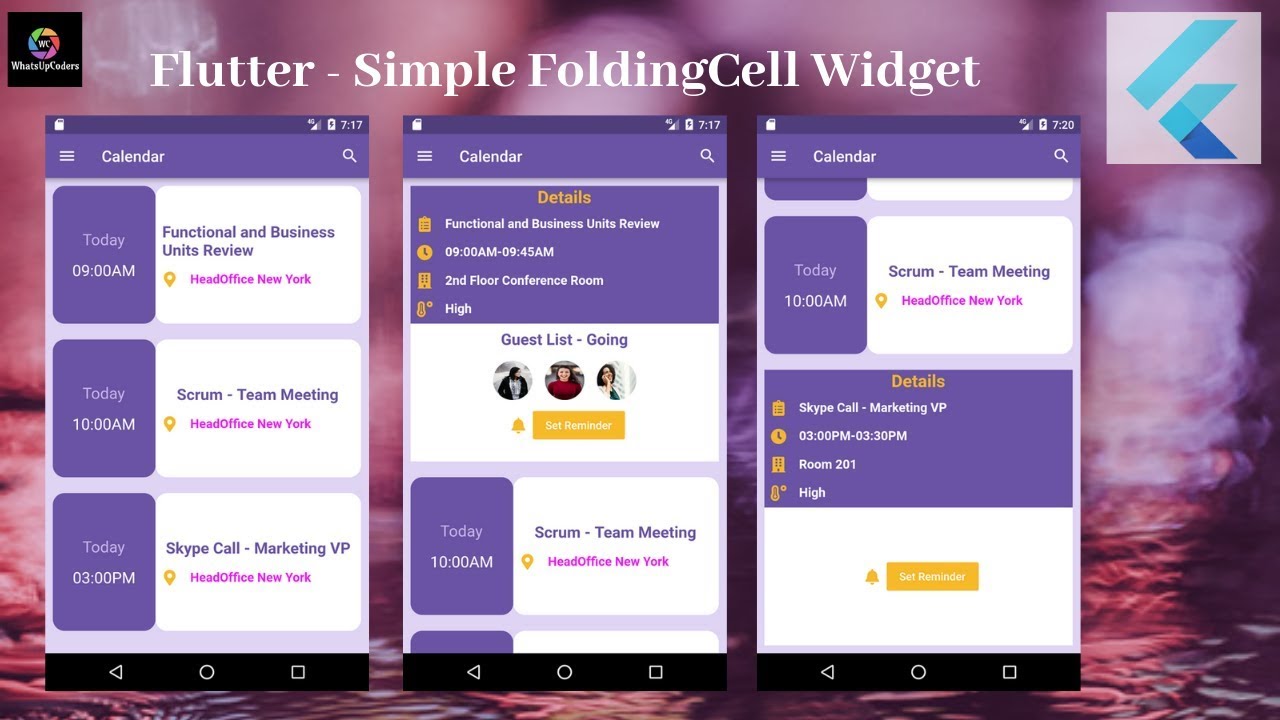 WC
WhatsUpCoders
Flutter - Simple FoldingCell Widget
4G 7:17
Calendar
Today
09:00AM
Functional and Business
Units Review
HeadOffice New York
Today
10:00AM
Scrum - Team Meeting
HeadOffice New York
Today
03:00PM
Skype Call - Marketing VP
HeadOffice New York
4G 7:17
Calendar
Details
Functional and Business Units Review
09:00AM-09:45AM
2nd Floor Conference Room
High
Guest List - Going
Set Reminder
Today
10:00AM
Scrum - Team Meeting
HeadOffice New York
4G 7:20
Calendar
Today
10:00AM
Scrum - Team Meeting
HeadOffice New York
Details
Skype Call - Marketing VP
03:00PM-03:30PM
Room 201
High
Set Reminder